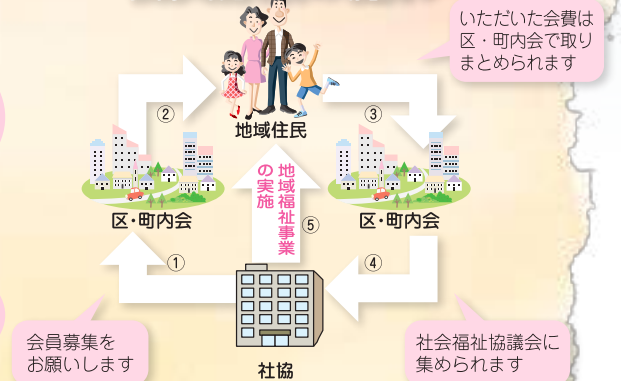 いただいた会費は
区・町内会で取り
まとめられます
②
③
地域住民
区・町内会
区・町内会
地域福祉事業
の実施
⑤
①
④
会員募集を
お願いします
社会福祉協議会に
集められます
社協